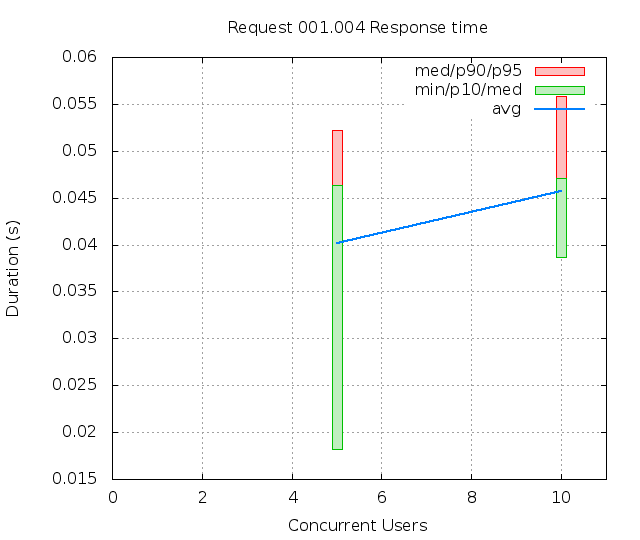 Request 001.004 Response time
med/p90/p95
min/p10/med
avg
0.06
0.055
0.05
0.045
0.04
0.035
0.03
0.025
0.02
0.015
0 2 4 6 8 10
Duration (s)
Concurrent Users